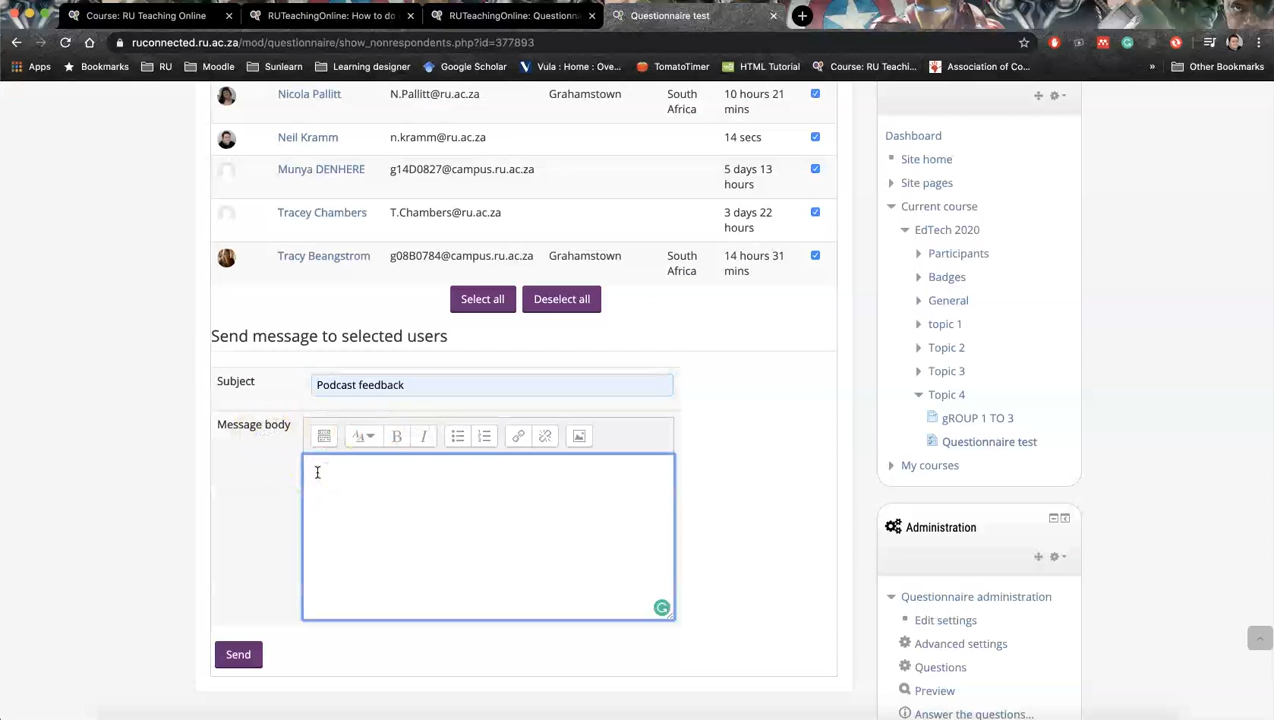 Course: RU Teaching Online
RUTeachingOnline: How to do
RUTeachingOnline: Questionn
Questionnaire test
ruconnected.ru.ac.za/mod/questionnaire/show_nonrespondents.php?id=377893
Apps
Bookmarks
RU
Moodle
Sunlearn
Learning designer
Google Scholar
Vula : Home : Ove...
TomatoTimer
HTML Tutorial
Course: RU Teachi...
Association of Co...
»
Other Bookmarks
Nicola Pallitt N.Pallitt@ru.ac.za Grahamstown South Africa 10 hours 21 mins
Neil Kramm n.kramm@ru.ac.za 14 secs
Munya DENHERE g14D0827@campus.ru.ac.za 5 days 13 hours
Tracey Chambers T.Chambers@ru.ac.za 3 days 22 hours
Tracy Beangstrom g08B0784@campus.ru.ac.za Grahamstown South Africa 14 hours 31 mins
Select all
Deselect all
Send message to selected users
Subject
Podcast feedback
Message body
Send
Dashboard
Site home
Site pages
Current course
EdTech 2020
Participants
Badges
General
topic 1
Topic 2
Topic 3
Topic 4
gROUP 1 TO 3
Questionnaire test
My courses
Administration
Questionnaire administration
Edit settings
Advanced settings
Questions
Preview
Answer the questions...